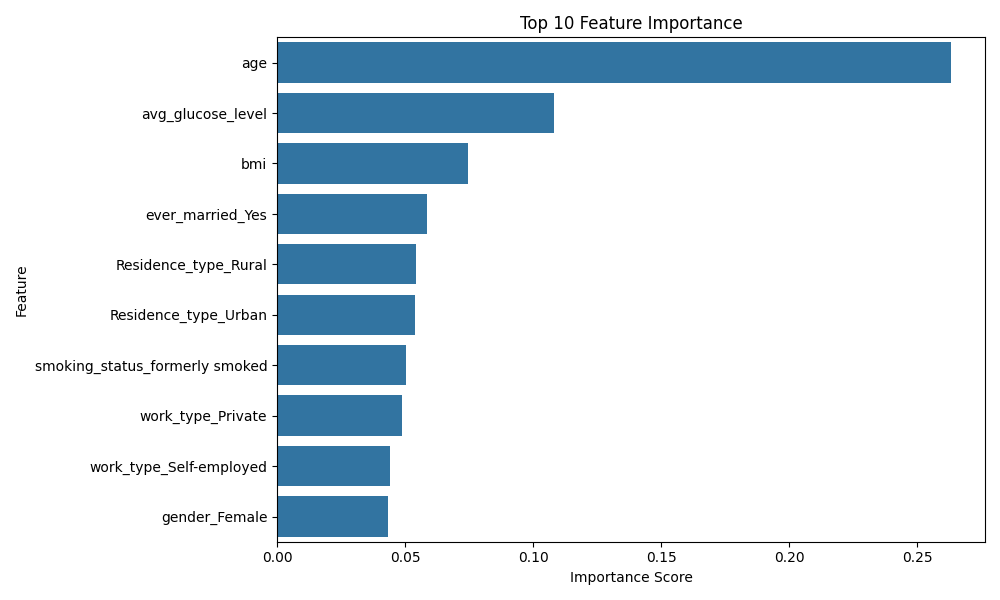 Top 10 Feature Importance
Feature
age
avg_glucose_level
bmi
ever_married_Yes
Residence_type_Rural
Residence_type_Urban
smoking_status_formerly smoked
work_type_Private
work_type_Self-employed
gender_Female
0.00 0.05 0.10 0.15 0.20 0.25
Importance Score